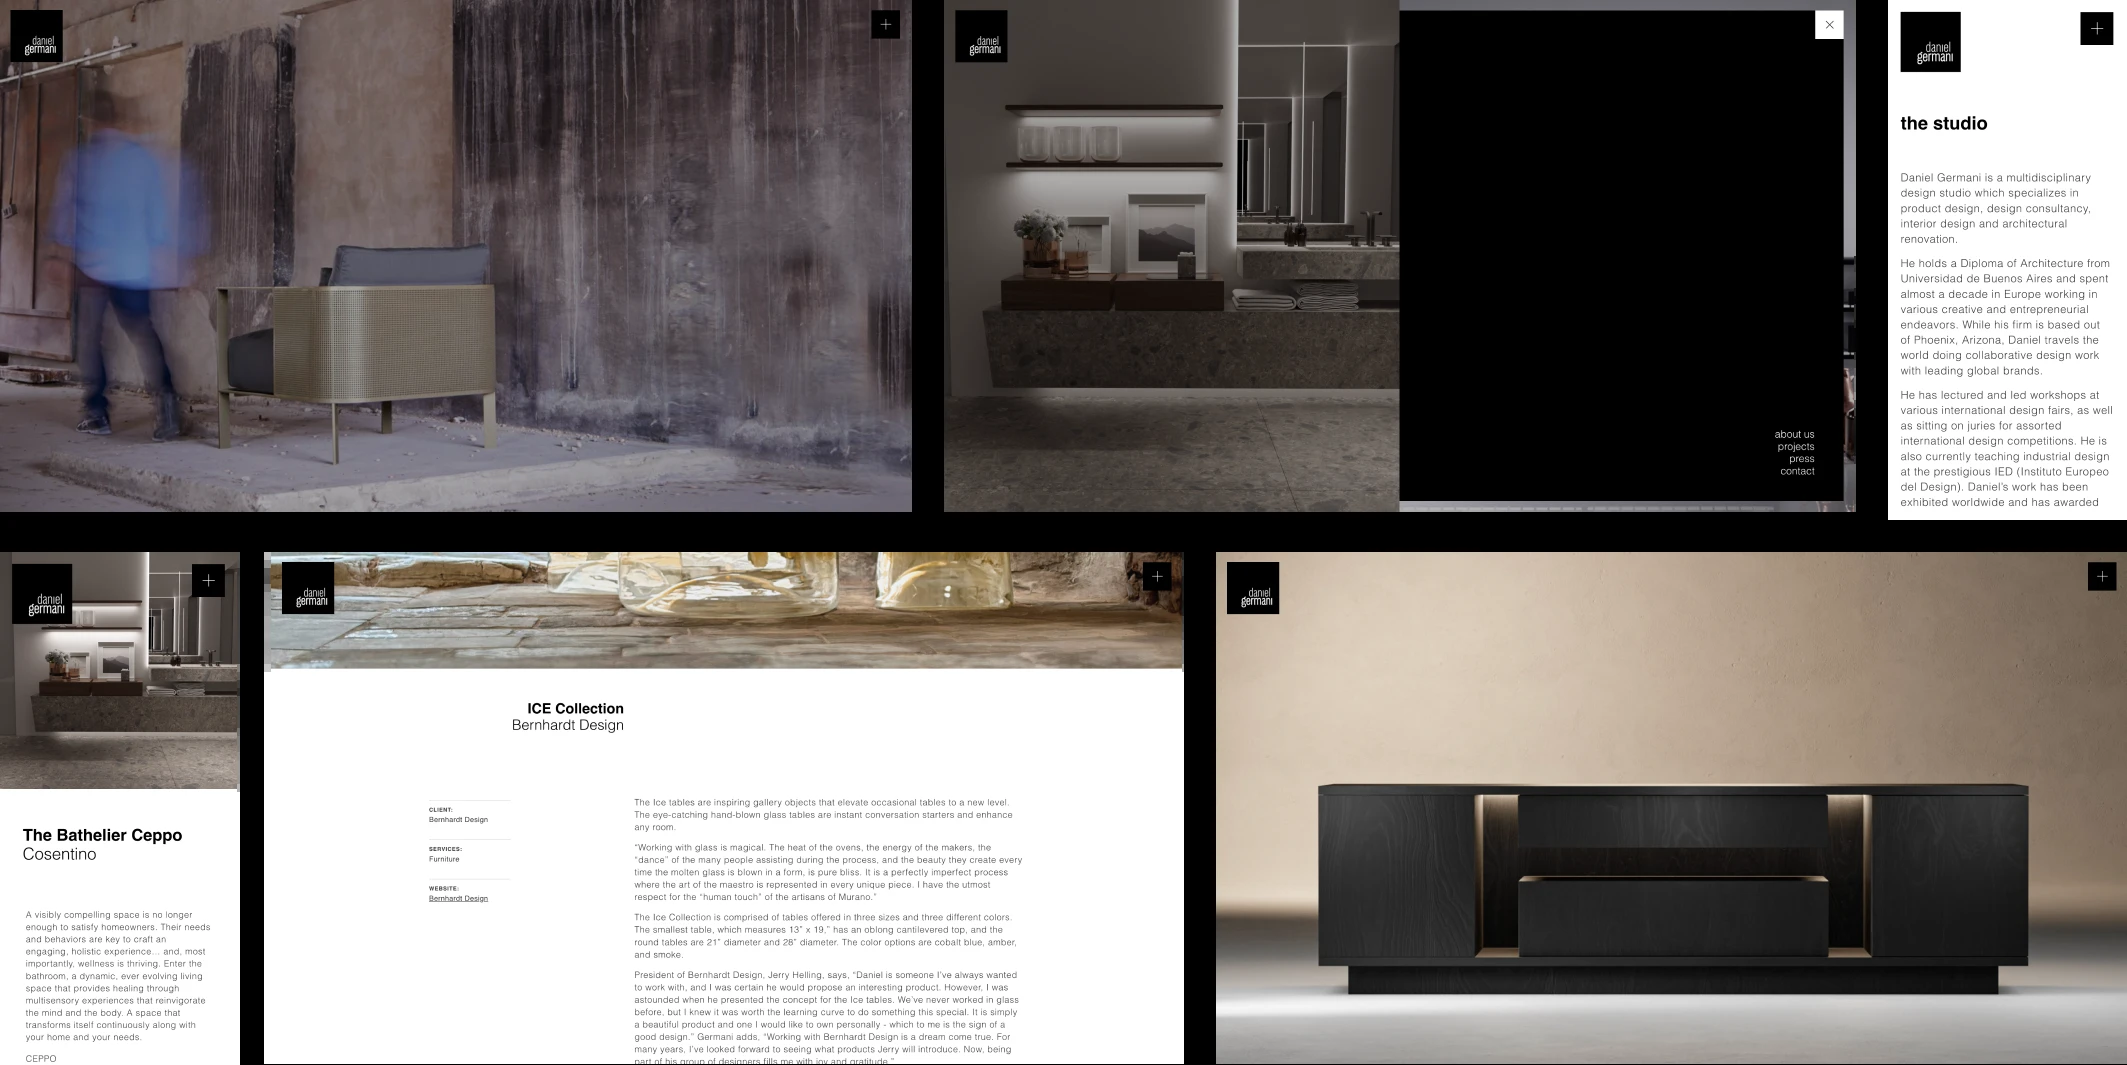 daniel
germani
daniel
germani
about us
projects
press
contact
daniel
germani
the studio
Daniel Germani is a multidisciplinary
design studio which specializes in
product design, design consultancy,
interior design and architectural
renovation.
He holds a Diploma of Architecture from
Universidad de Buenos Aires and spent
almost a decade in Europe working in
various creative and entrepreneurial
endeavors. While his firm is based out
of Phoenix, Arizona, Daniel travels the
world doing collaborative design work
with leading global brands.
He has lectured and led workshops at
various international design fairs, as well
as sitting on juries for assorted
international design competitions. He is
also currently teaching industrial design
at the prestigious IED (Instituto Europeo
del Design). Daniel's work has been
exhibited worldwide and has awarded
daniel
germani
The Bathelier Ceppo
Cosentino
A visibly compelling space is no longer
enough to satisfy homeowners. Their needs
and behaviors are key to craft an
engaging, holistic experience... and, most
importantly, wellness is thriving. Enter the
bathroom, a dynamic, ever evolving living
space that provides healing through
multisensory experiences that reinvigorate
the mind and the body. A space that
transforms itself continuously along with
your home and your needs.
CEPPO
daniel
germani
ICE Collection
Bernhardt Design
CLIENT:
Bernhardt Design
SERVICES:
Furniture
WEBSITE:
Bernhardt Design
The Ice tables are inspiring gallery objects that elevate occasional tables to a new level.
The eye-catching hand-blown glass tables are instant conversation starters and enhance
any room.
“Working with glass is magical. The heat of the ovens, the energy of the makers, the
“dance” of the many people assisting during the process, and the beauty they create every
time the molten glass is blown in a form, is pure bliss. It is a perfectly imperfect process
where the art of the maestro is represented in every unique piece. I have the utmost
respect for the “human touch” of the artisans of Murano.”
The Ice Collection is comprised of tables offered in three sizes and three different colors.
The smallest table, which measures 13” x 19,” has an oblong cantilevered top, and the
round tables are 21” diameter and 28” diameter. The color options are cobalt blue, amber,
and smoke.
President of Bernhardt Design, Jerry Helling, says, “Daniel is someone I've always wanted
to work with, and I was certain he would propose an interesting product. However, I was
astounded when he presented the concept for the Ice tables. We've never worked in glass
before, but I knew it was worth the learning curve to do something this special. It is simply
a beautiful product and one I would like to own personally - which to me is the sign of a
good design.” Germani adds, “Working with Bernhardt Design is a dream come true. For
many years, I've looked forward to seeing what products Jerry will introduce. Now, being
part of his group of designers fills me with joy and gratitude.”
daniel
germani